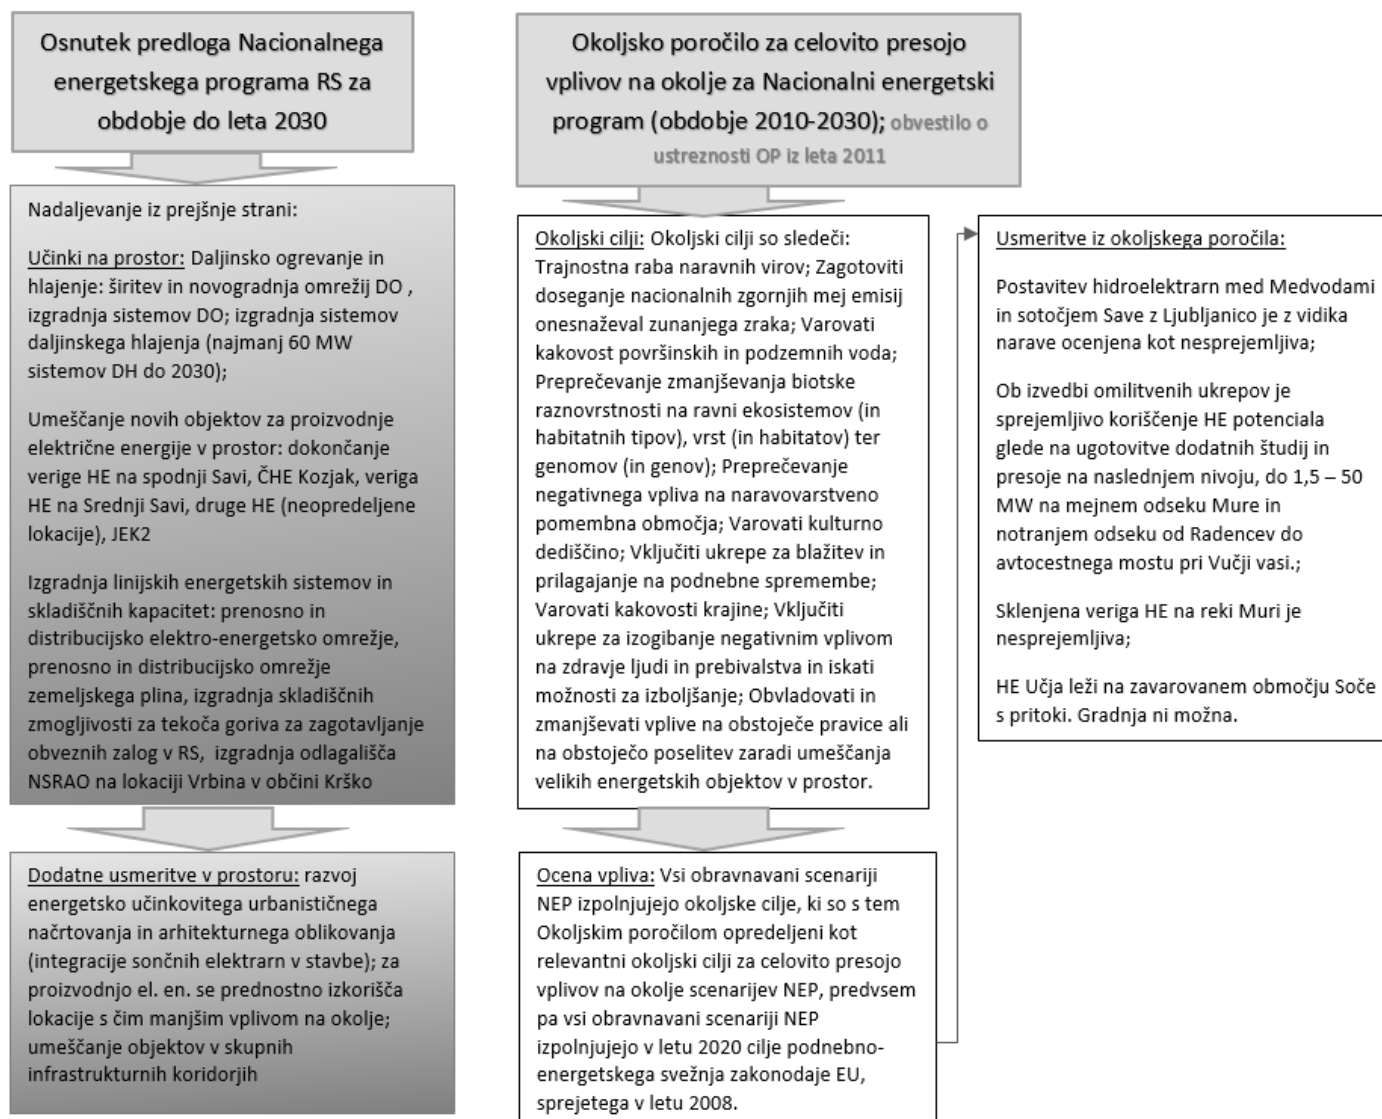 Osnutek predloga Nacionalnega
energetskega programa RS za
obdobje do leta 2030
Nadaljevanje iz prejšnje strani:
Učinki na prostor: Daljinsko ogrevanje in
hlajenje: širitev in novogradnja omrežij DO ,
izgradnja sistemov DO; izgradnja sistemov
daljinskega hlajenja (najmanj 60 MW
sistemov DH do 2030);
Umeščanje novih objektov za proizvodnje
električne energije v prostor: dokončanje
verige HE na spodnji Savi, ČHE Kozjak, veriga
HE na Srednji Savi, druge HE (neopredeljene
lokacije), JEK2
Izgradnja linijskih energetskih sistemov in
skladiščnih kapacitet: prenosno in
distribucijsko elektro-energetsko omrežje,
prenosno in distribucijsko omrežje
zemeljskega plina, izgradnja skladiščnih
zmogljivosti za tekoča goriva za zagotavljanje
obveznih zalog v RS, izgradnja odlagališča
NSRAO na lokaciji Vrbina v občini Krško
Dodatne usmeritve v prostoru: razvoj
energetsko učinkovitega urbanističnega
načrtovanja in arhitekturnega oblikovanja
(integracije sončnih elektrarn v stavbe); za
proizvodnjo el. en. se prednostno izkorišča
lokacije s čim manjšim vplivom na okolje;
umeščanje objektov v skupnih
infrastrukturnih koridorjih
Okoljsko poročilo za celovito presojo
vplivov na okolje za Nacionalni energetski
program (obdobje 2010-2030); obvestilo o
ustreznosti OP iz leta 2011
Okoljski cilji: Okoljski cilji so sledeči:
Trajnostna raba naravnih virov; Zagotoviti
doseganje nacionalnih zgornjih mej emisij
onesnaževal zunanjega zraka; Varovati
kakovost površinskih in podzemnih voda;
Preprečevanje zmanjševanja biotske
raznovrstnosti na ravni ekosistemov (in
habitatnih tipov), vrst (in habitatov) ter
genomov (in genov); Preprečevanje
negativnega vpliva na naravovarstveno
pomembna območja; Varovati kulturno
dediščino; Vključiti ukrepe za blažitev in
prilagajanje na podnebne spremembe;
Varovati kakovosti krajine; Vključiti
ukrepe za izogibanje negativnim vplivom
na zdravje ljudi in prebivalstva in iskati
možnosti za izboljšanje; Obvladovati in
zmanjševati vplive na obstoječe pravice ali
na obstoječo poselitev zaradi umeščanja
velikih energetskih objektov v prostor.
Ocena vpliva: Vsi obravnavani scenariji
NEP izpolnjujejo okoljske cilje, ki so s tem
Okoljskim poročilom opredeljeni kot
relevantni okoljski cilji za celovito presojo
vplivov na okolje scenarijev NEP, predvsem
pa vsi obravnavani scenariji NEP
izpolnjujejo v letu 2020 cilje podnebno-
energetskega svežnja zakonodaje EU,
sprejetega v letu 2008.
Usmeritve iz okoljskega poročila:
Postavitev hidroelektrarn med Medvodami
in sotočjem Save z Ljubljanico je z vidika
narave ocenjena kot nesprejemljiva;
Ob izvedbi omilitvenih ukrepov je
sprejemljivo koriščenje HE potenciala
glede na ugotovitve dodatnih študij in
presoje na naslednjem nivoju, do 1,5 – 50
MW na mejnem odseku Mure in
notranjem odseku od Radencev do
avtocestnega mostu pri Vučji vasi.;
Sklenjena veriga HE na reki Muri je
nesprejemljiva;
HE Učja leži na zavarovanem območju Soče
s pritoki. Gradnja ni možna.